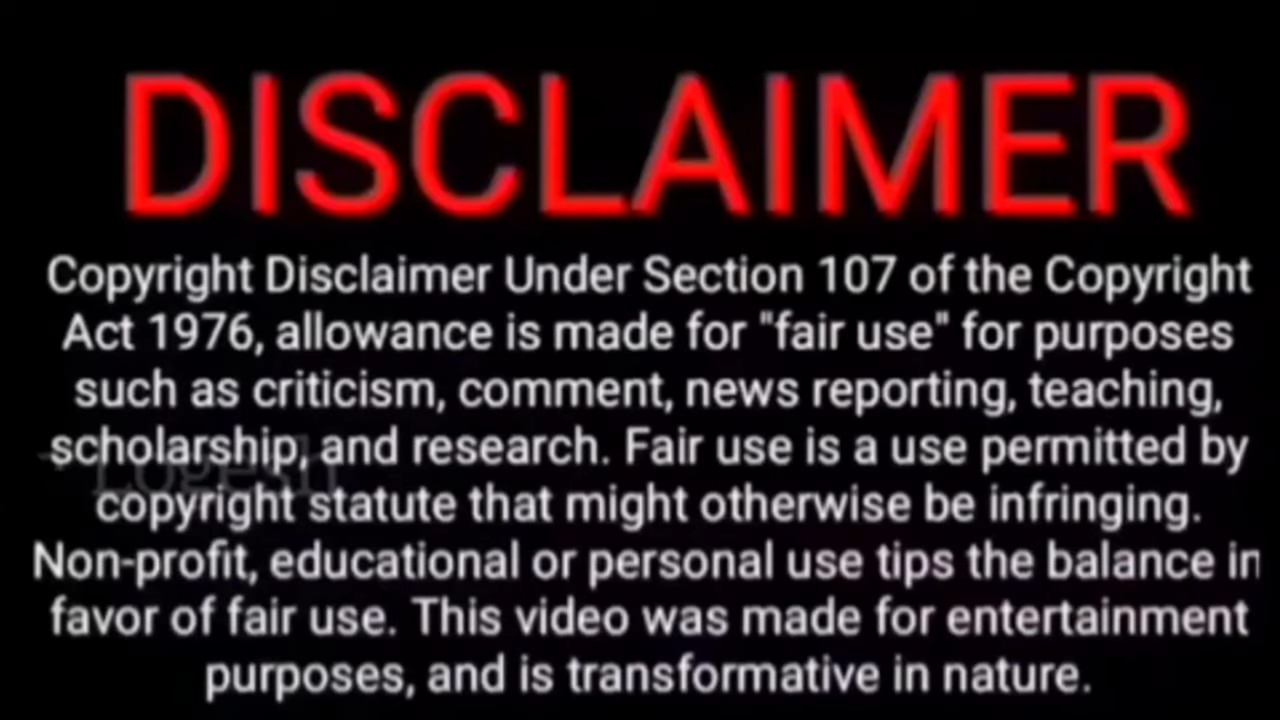 DISCLAIMER
Copyright Disclaimer Under Section 107 of the Copyright
Act 1976, allowance is made for "fair use" for purposes
such as criticism, comment, news reporting, teaching,
scholarship, and research. Fair use is a use permitted by
Logesh
copyright statute that might otherwise be infringing.
Non-profit, educational or personal use tips the balance in
favor of fair use. This video was made for entertainment
purposes, and is transformative in nature.